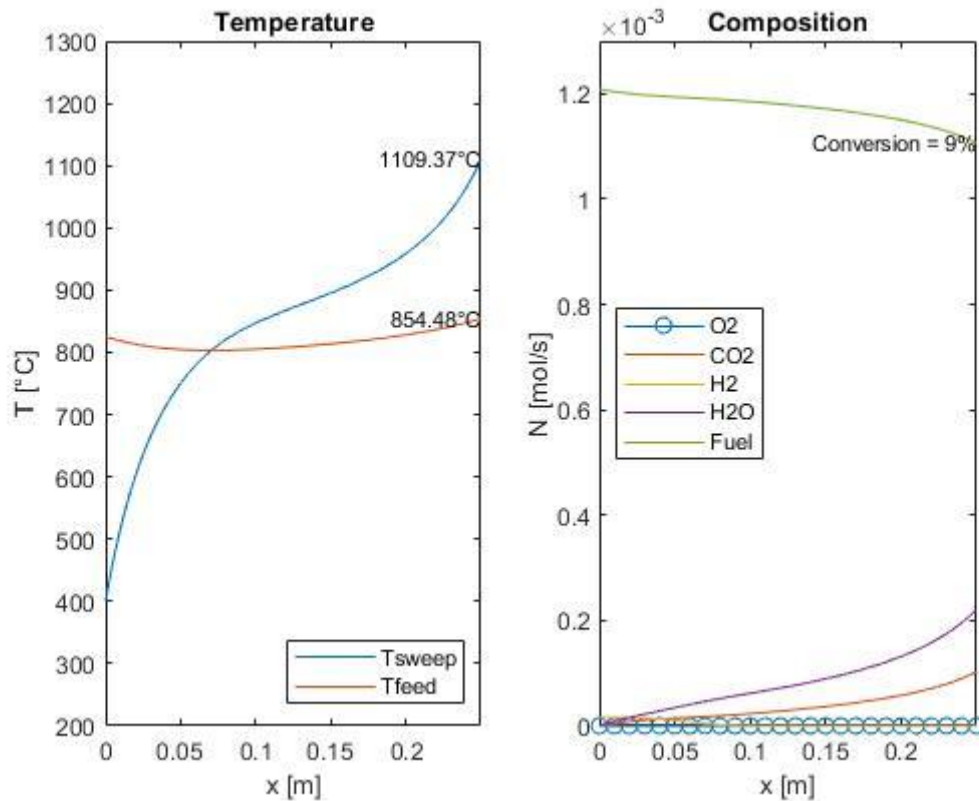 Temperature
1300
1200
1100
1000
900
800
700
600
500
400
300
200
T [°C]
1109.37°C
854.48°C
Tsweep
Tfeed
0
0.05
0.1
0.15
0.2
x [m]
×10-3
Composition
1.2
1
0.8
0.6
0.4
0.2
0
N [mol/s]
Conversion = 9%
O2
CO2
H2
H2O
Fuel
0
0.05
0.1
0.15
0.2
x [m]